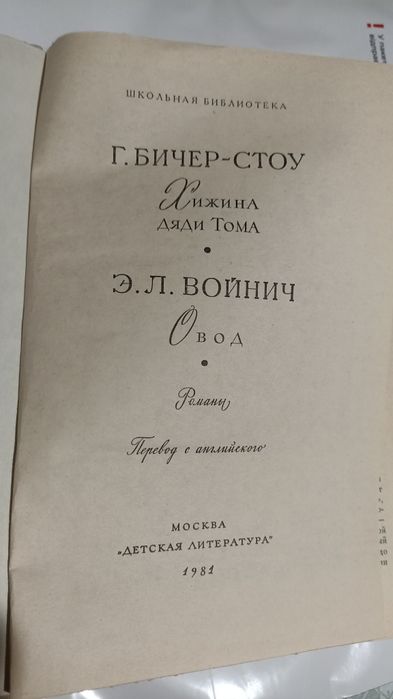 ШКОЛЬНАЯ БИБЛИОТЕКА
Г. БИЧЕР-СТОУ
ХИЖИНА
ДЯДИ ТОМА
•
Э. Л. ВОЙНИЧ
ОВОД
•
Романы
Перевод с английского
МОСКВА
"ДЕТСКАЯ ЛИТЕРАТУРА"
1981